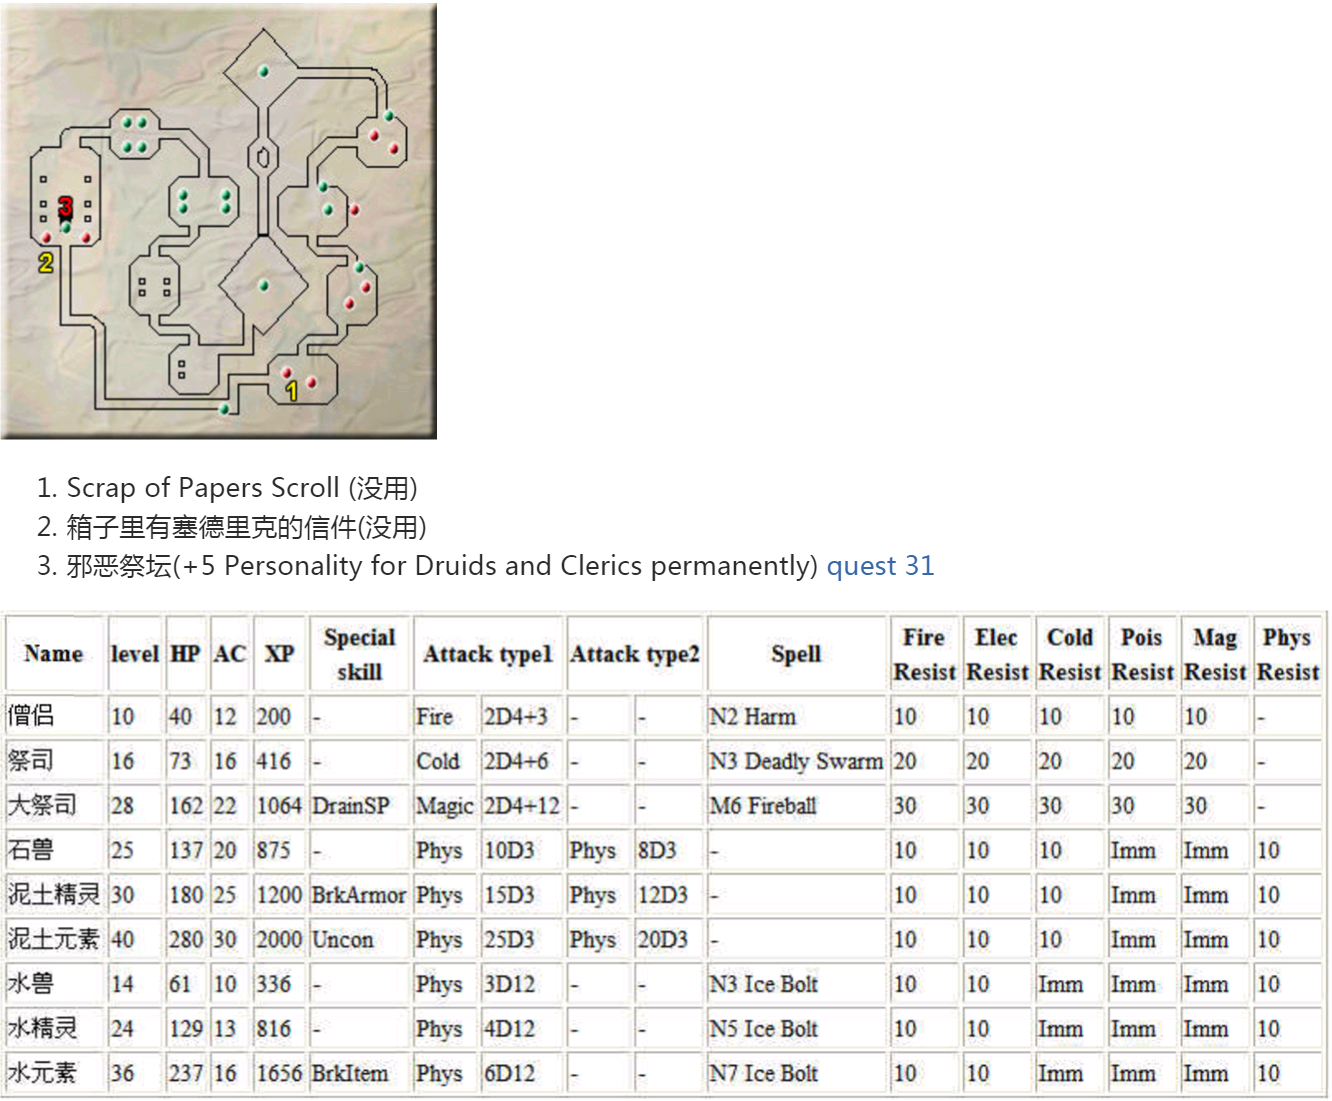 3
2
1
1. Scrap of Papers Scroll (没用)
2. 箱子里有塞德里克的信件(没用)
3. 邪恶祭坛(+5 Personality for Druids and Clerics permanently) quest 31
Name level HP AC XP Special skill Attack type1 Attack type2 Spell Fire Resist Elec Resist Cold Resist Pois Resist Mag Resist Phys Resist
僧侣 10 40 12 200 - Fire 2D4+3 - - N2 Harm 10 10 10 10 10 -
祭司 16 73 16 416 - Cold 2D4+6 - - N3 Deadly Swarm 20 20 20 20 20 -
大祭司 28 162 22 1064 DrainSP Magic 2D4+12 - - M6 Fireball 30 30 30 30 30 -
石兽 25 137 20 875 - Phys 10D3 Phys 8D3 - 10 10 10 Imm Imm 10
泥土精灵 30 180 25 1200 BrkArmor Phys 15D3 Phys 12D3 - 10 10 10 Imm Imm 10
泥土元素 40 280 30 2000 Uncon Phys 25D3 Phys 20D3 - 10 10 10 Imm Imm 10
水兽 14 61 10 336 - Phys 3D12 - - N3 Ice Bolt 10 10 Imm Imm Imm 10
水精灵 24 129 13 816 - Phys 4D12 - - N5 Ice Bolt 10 10 Imm Imm Imm 10
水元素 36 237 16 1656 BrkItem Phys 6D12 - - N7 Ice Bolt 10 10 Imm Imm Imm 10